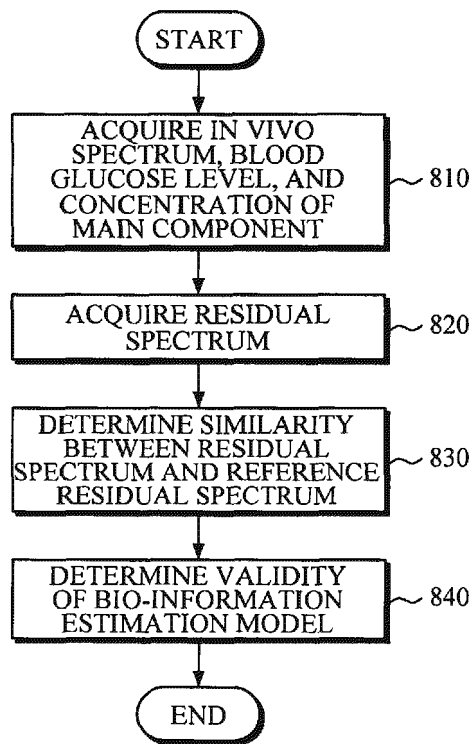 START
ACQUIRE IN VIVO
SPECTRUM, BLOOD
GLUCOSE LEVEL, AND
CONCENTRATION OF
MAIN COMPONENT
810
ACQUIRE RESIDUAL
SPECTRUM
820
DETERMINE SIMILARITY
BETWEEN RESIDUAL
SPECTRUM AND REFERENCE
RESIDUAL SPECTRUM
830
DETERMINE VALIDITY
OF BIO-INFORMATION
ESTIMATION MODEL
840
END